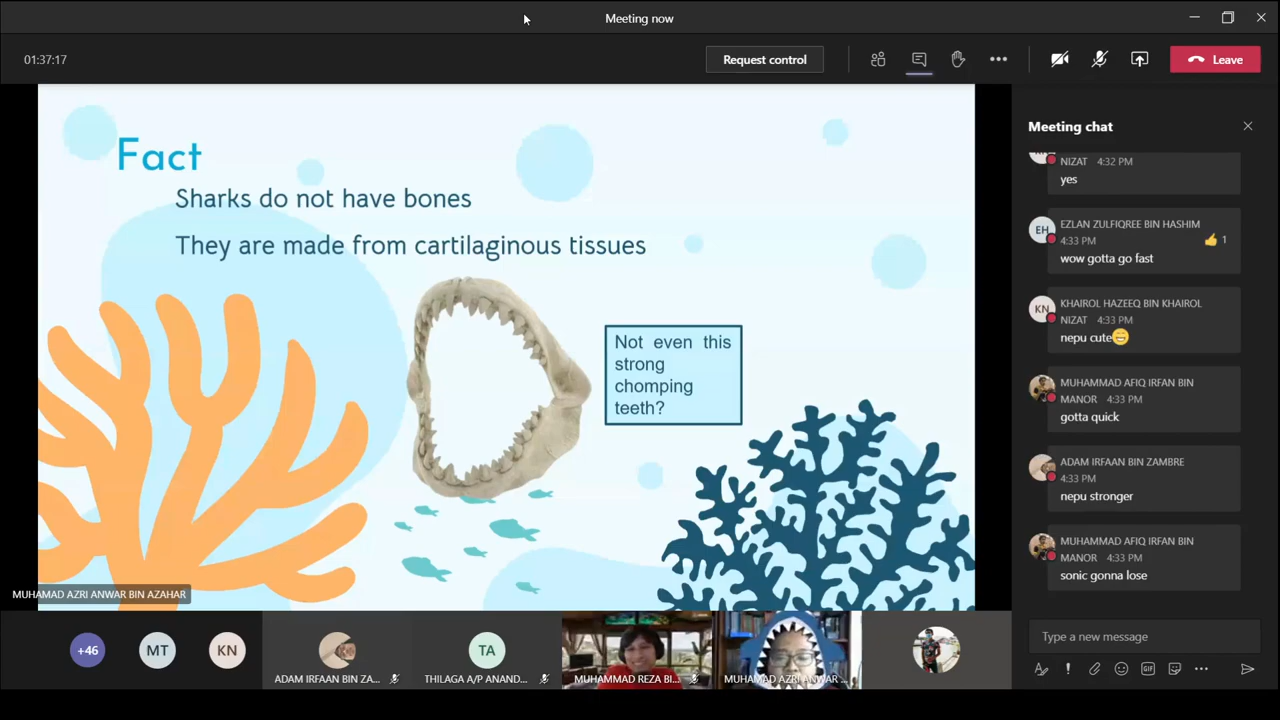 Meeting now
01:37:17
Request control
Leave
Fact
Sharks do not have bones
They are made from cartilaginous tissues
Not even this
strong
chomping
teeth?
MUHAMAD AZRI ANWAR BIN AZAHAR
Meeting chat
NIZAT 4:32 PM
yes
EH
EZLAN ZULFIQREE BIN HASHIM
4:33 PM
1
wow gotta go fast
KN
KHAIROL HAZEEQ BIN KHAIROL
NIZAT 4:33 PM
nepu cute😁
MUHAMMAD AFIQ IRFAN BIN
MANOR 4:33 PM
gotta quick
ADAM IRFAAN BIN ZAMBRE
4:33 PM
nepu stronger
MUHAMMAD AFIQ IRFAN BIN
MANOR 4:33 PM
sonic gonna lose
Type a new message
GIF
+46
MT
KN
ADAM IRFAAN BIN ZA...
TA
THILAGA A/P ANAND...
MUHAMMAD REZA BI...
MUHAMAD AZRI ANWAR ...